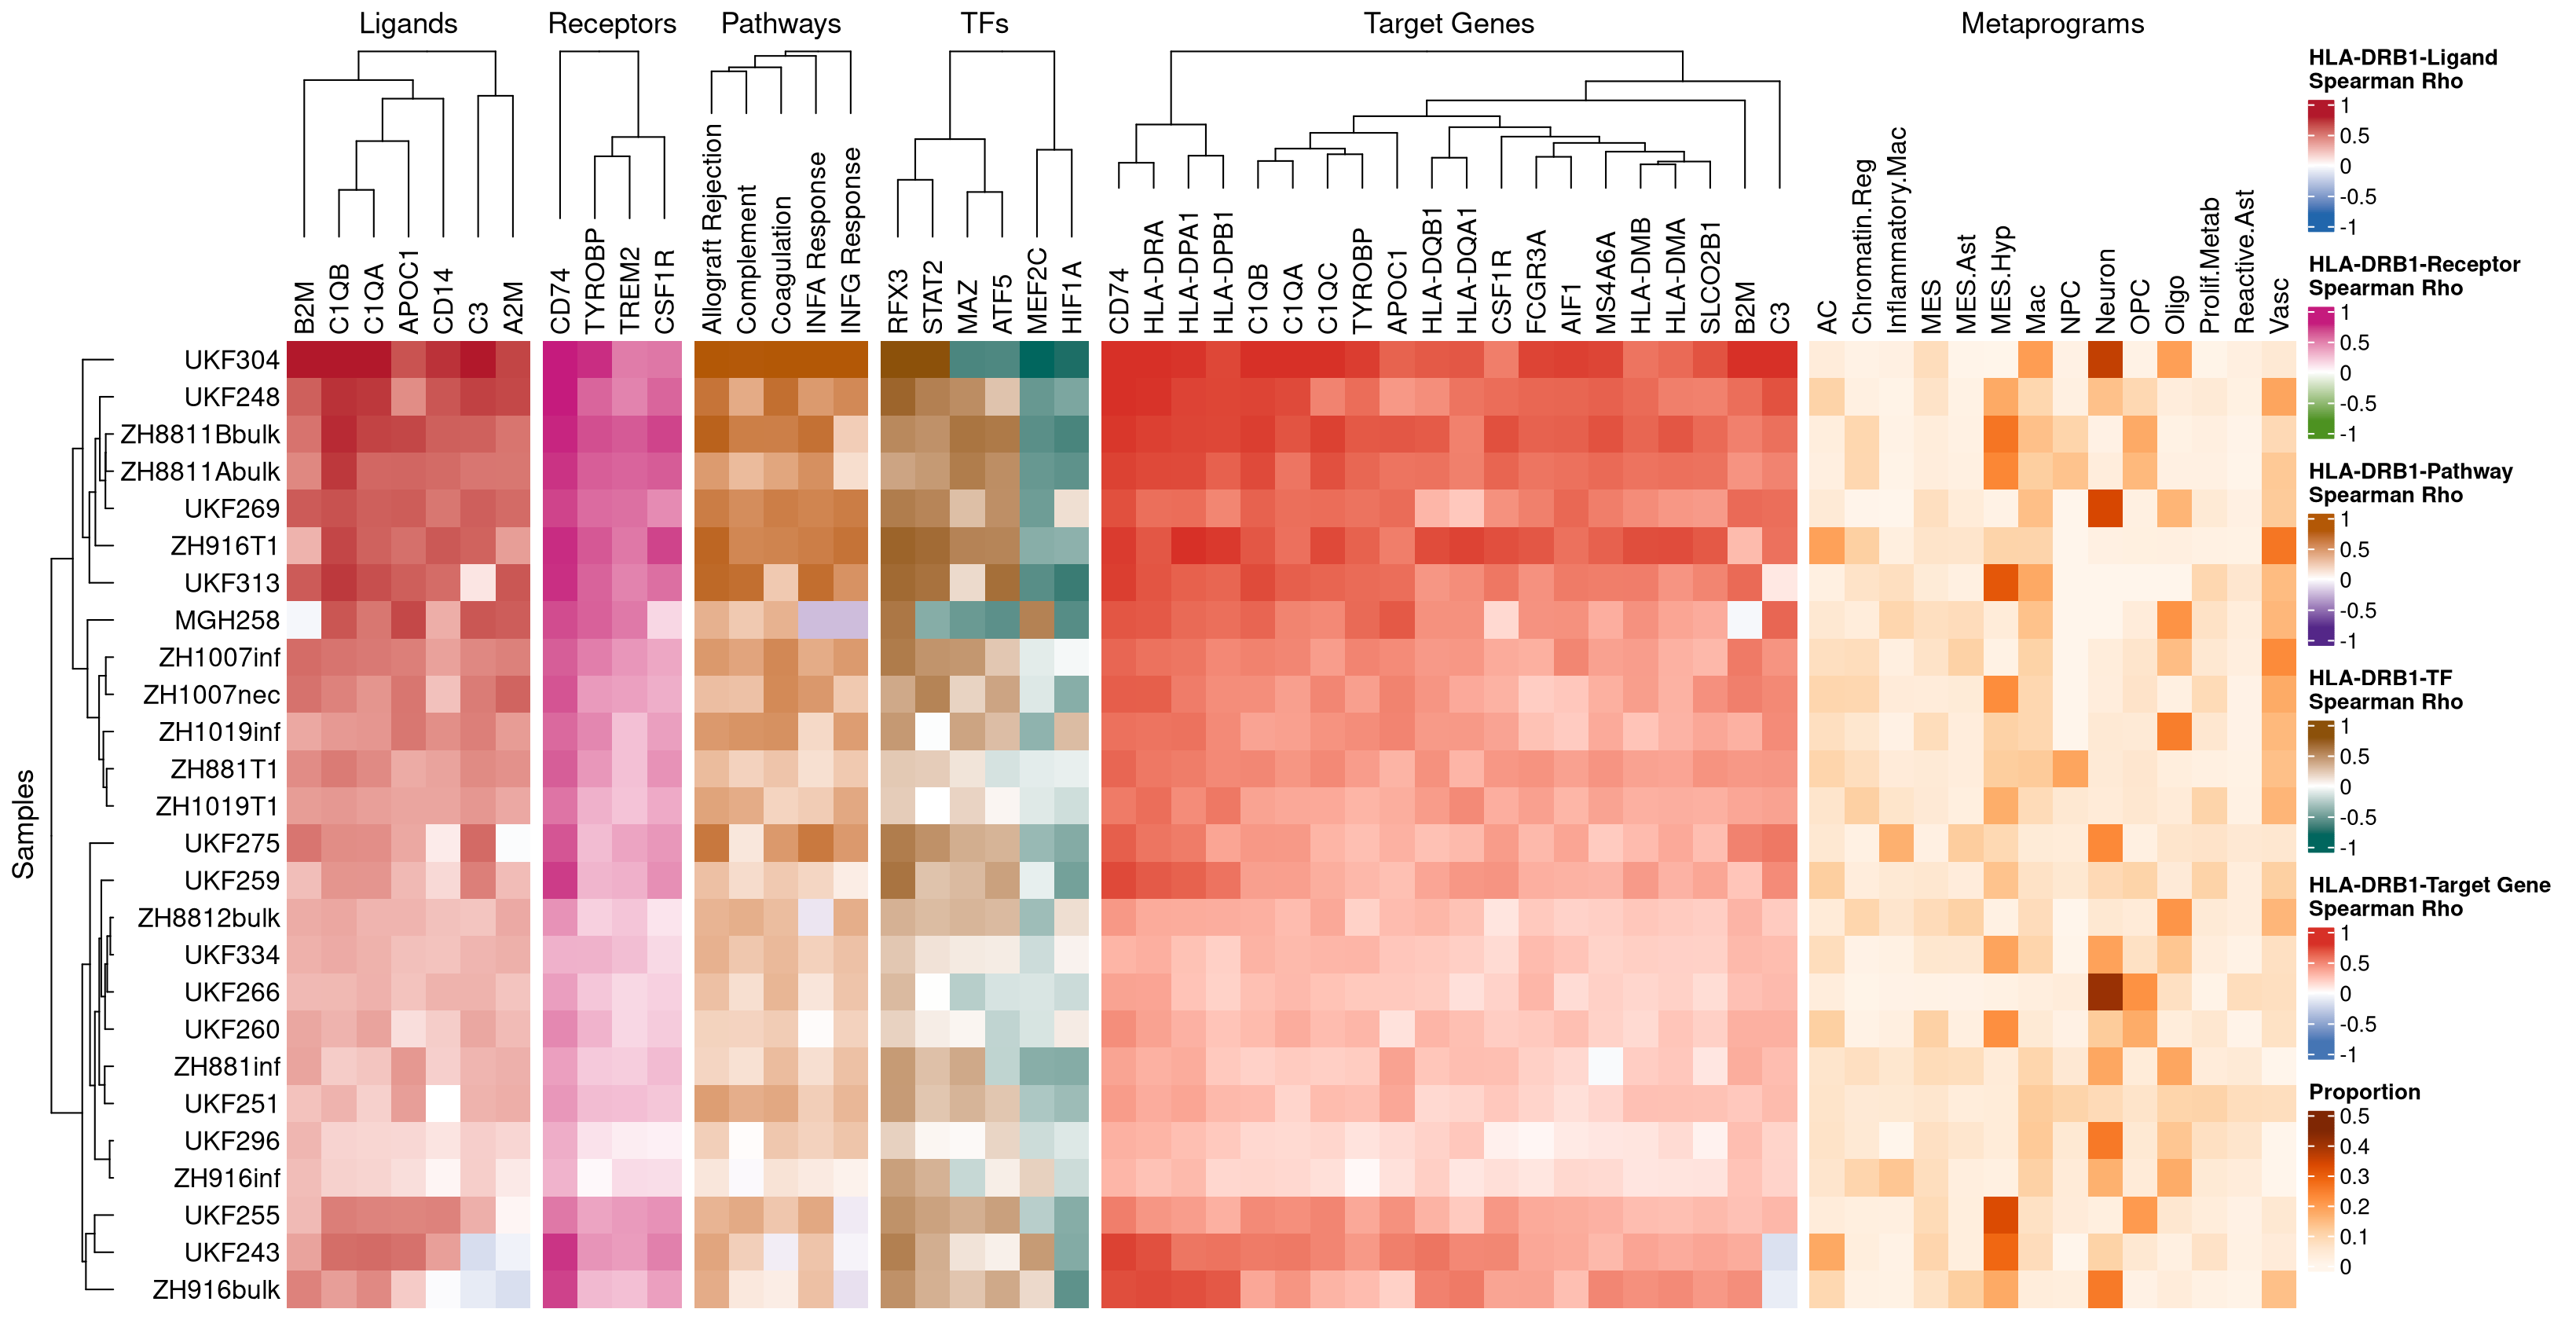 Ligands
Receptors
Pathways
TFs
Target Genes
Metaprograms
B2M
C1QB
C1QA
APOC1
CD14
C3
A2M
CD74
TYROBP
TREM2
CSF1R
Allograft Rejection
Complement
Coagulation
INFA Response
INFG Response
RFX3
STAT2
MAZ
ATF5
MEF2C
HIF1A
CD74
HLA-DRA
HLA-DPA1
HLA-DPB1
C1QB
C1QA
C1QC
TYROBP
APOC1
HLA-DQB1
HLA-DQA1
CSF1R
FCGR3A
AIF1
MS4A6A
HLA-DMB
HLA-DMA
SLCO2B1
B2M
C3
AC
Chromatin.Reg
Inflammatory.Mac
MES
MES.Ast
MES.Hyp
Mac
NPC
Neuron
OPC
Oligo
Prolif.Metab
Reactive.Ast
Vasc
Samples
UKF304
UKF248
ZH8811Bbulk
ZH8811Abulk
UKF269
ZH916T1
UKF313
MGH258
ZH1007inf
ZH1007nec
ZH1019inf
ZH881T1
ZH1019T1
UKF275
UKF259
ZH8812bulk
UKF334
UKF266
UKF260
ZH881inf
UKF251
UKF296
ZH916inf
UKF255
UKF243
ZH916bulk
HLA-DRB1-Ligand
Spearman Rho
1
0.5
0
-0.5
-1
HLA-DRB1-Receptor
Spearman Rho
1
0.5
0
-0.5
-1
HLA-DRB1-Pathway
Spearman Rho
1
0.5
0
-0.5
-1
HLA-DRB1-TF
Spearman Rho
1
0.5
0
-0.5
-1
HLA-DRB1-Target Gene
Spearman Rho
1
0.5
0
-0.5
-1
Proportion
0.5
0.4
0.3
0.2
0.1
0